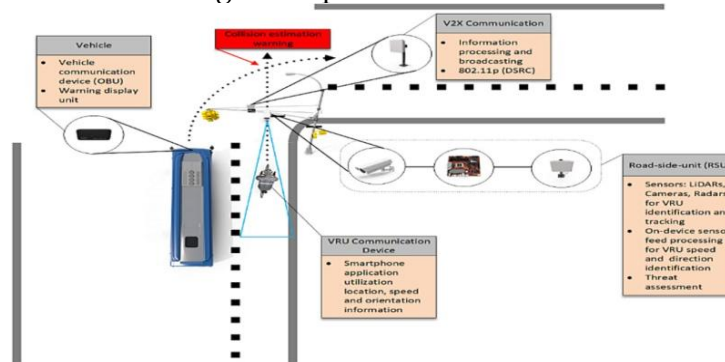 Collision estimation
warning
V2X Communication
• Information
processing and
broadcasting
• 802.11p (DSRC)
Vehicle
• Vehicle
communication
device (OBU)
• Warning display
unit
Road-side-unit (RSU
• Sensors: LiDARs,
Cameras, Radars
for VRU
identification an
tracking
• On-device senso
feed processing
for VRU speed
and direction
identification
• Threat
assessment
VRU Communication
Device
• Smartphone
application
utilization
location, speed
and orientation
information